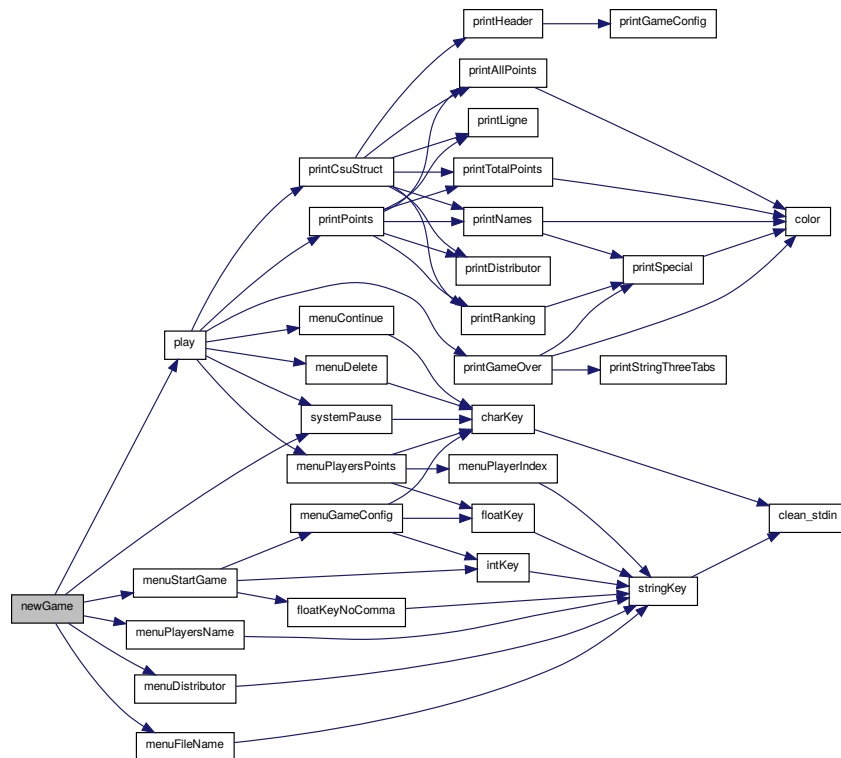 printHeader
printGameConfig
printAllPoints
printLigne
printCsuStruct
printTotalPoints
printPoints
printNames
color
printDistributor
printSpecial
menuContinue
printRanking
play
menuDelete
printGameOver
printStringThreeTabs
systemPause
charKey
menuPlayersPoints
menuPlayerIndex
menuGameConfig
floatKey
clean_stdin
menuStartGame
intKey
stringKey
newGame
floatKeyNoComma
menuPlayersName
menuDistributor
menuFileName